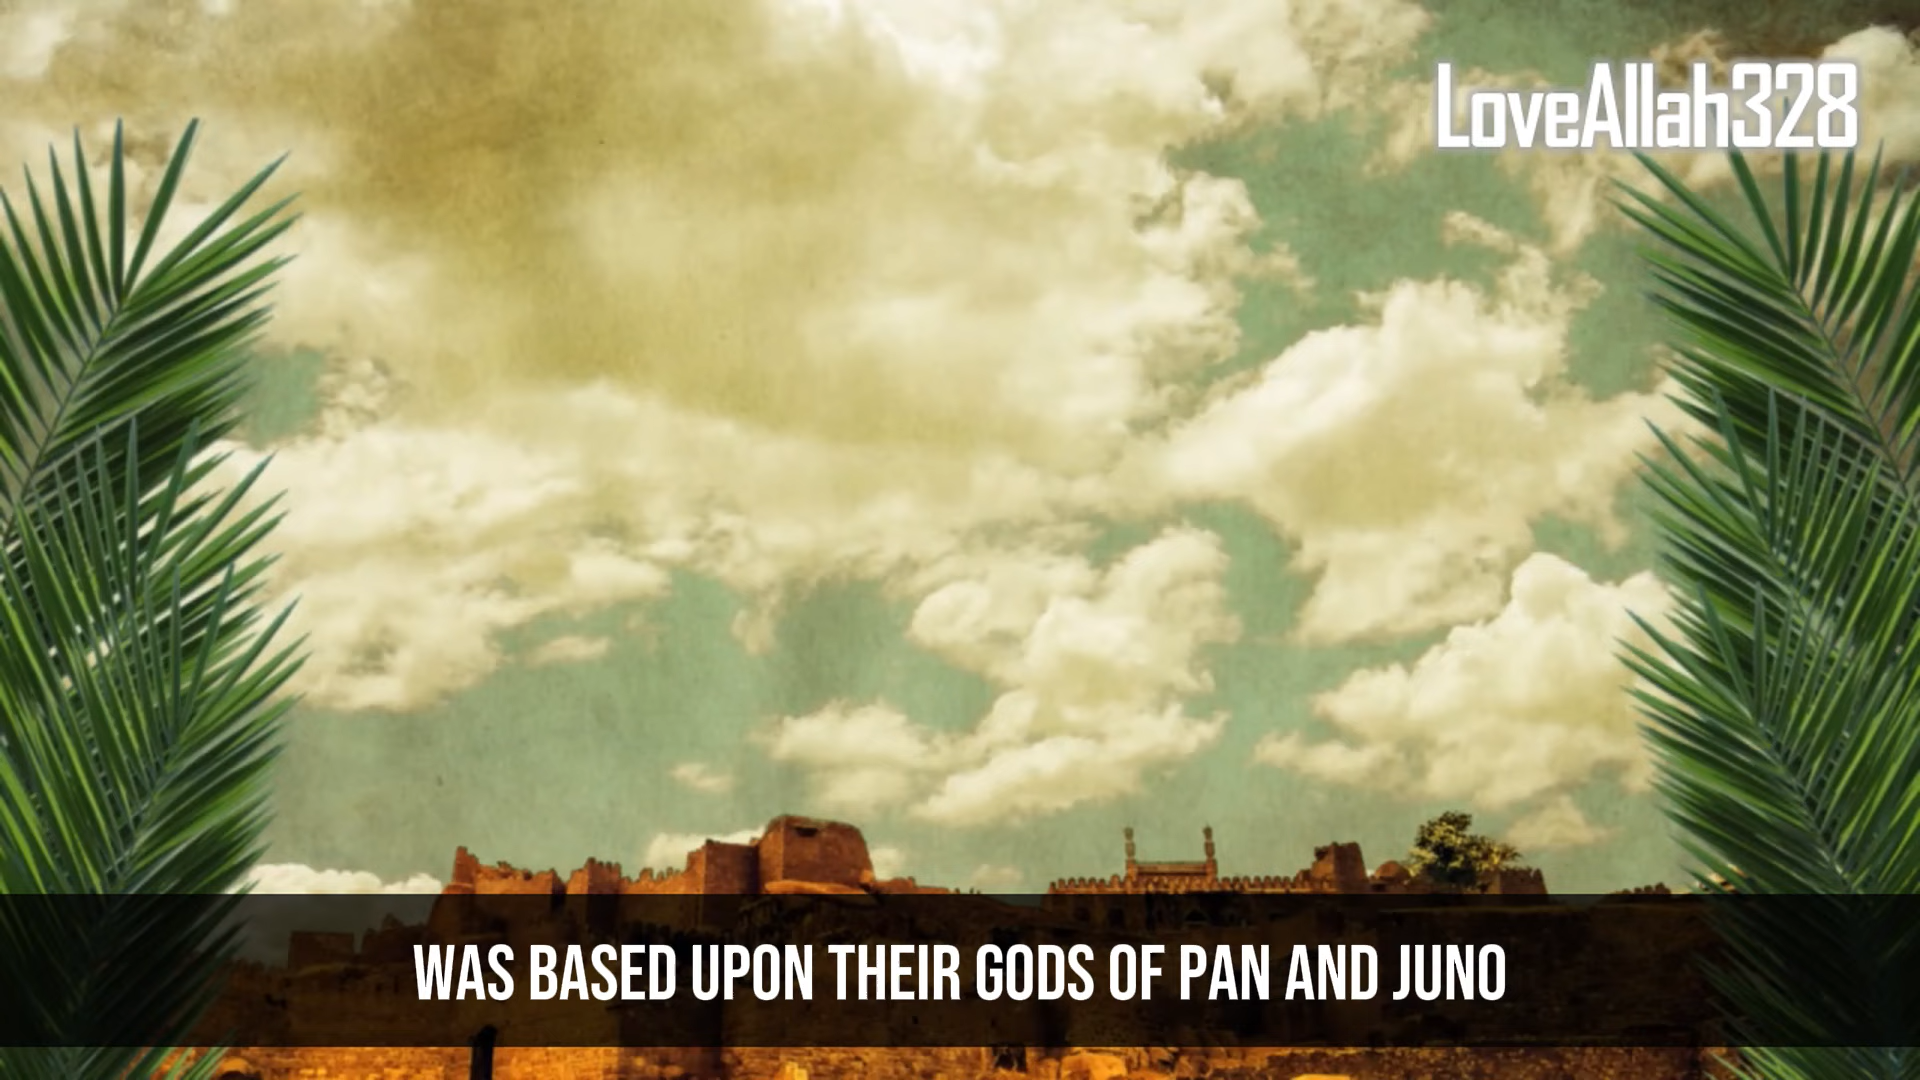 LoveAllah328
WAS BASED UPON THEIR GODS OF PAN AND JUNO